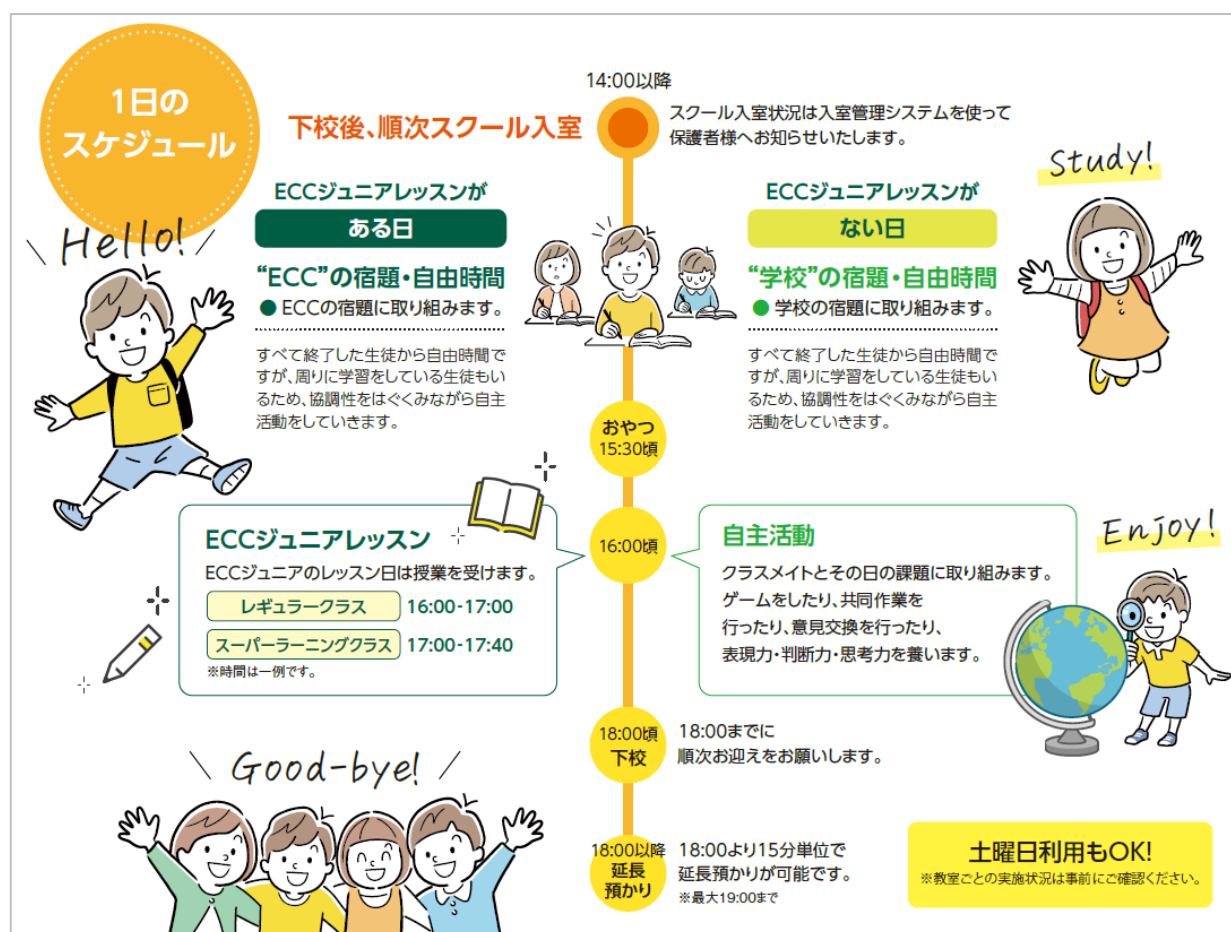 1日の
スケジュール
14:00以降
下校後、順次スクール入室
スクール入室状況は入室管理システムを使って
保護者様へお知らせいたします。
Hello!
ECCジュニアレッスンが
ある日
“ECC”の宿題・自由時間
● ECCの宿題に取り組みます。
すべて終了した生徒から自由時間で
すが、周りに学習をしている生徒もい
るため、協調性をはぐくみながら自主
活動をしていきます。
ECCジュニアレッスンが
ない日
“学校”の宿題・自由時間
● 学校の宿題に取り組みます。
すべて終了した生徒から自由時間で
すが、周りに学習をしている生徒もい
るため、協調性をはぐくみながら自主
活動をしていきます。
Study!
おやつ
15:30頃
16:00頃
ECCジュニアレッスン
ECCジュニアのレッスン日は授業を受けます。
レギュラークラス 16:00-17:00
スーパーラーニングクラス 17:00-17:40
※時間は一例です。
自主活動
クラスメイトとその日の課題に取り組みます。
ゲームをしたり、共同作業を
行ったり、意見交換を行ったり、
表現力・判断力・思考力を養います。
Enjoy!
18:00頃
下校
18:00までに
順次お迎えをお願いします。
Good-bye!
18:00以降
延長
預かり
18:00より15分単位で
延長預かりが可能です。
※最大19:00まで
土曜日利用もOK!
※教室ごとの実施状況は事前にご確認ください。